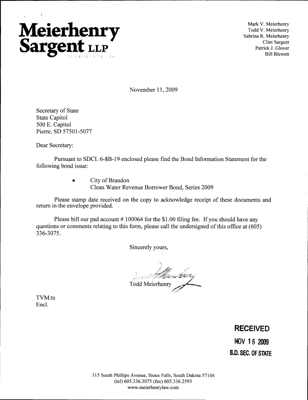 Meierhenry
Sargent LLP
Mark V. Meierhenry
Todd V. Meierhenry
Sabrina R. Meierhenry
Clint Sargent
Patrick J. Glover
Bill Blewett
November 11, 2009
Secretary of State
State Capitol
500 E. Capitol
Pierre, SD 57501-5077
Dear Secretary:
Pursuant to SDCL 6-8B-19 enclosed please find the Bond Information Statement for the
following bond issue:
• City of Brandon
Clean Water Revenue Borrower Bond, Series 2009
Please stamp date received on the copy to acknowledge receipt of these documents and
return in the envelope provided.
Please bill our pad account # 100064 for the $1.00 filing fee. If you should have any
questions or comments relating to this form, please call the undersigned of this office at (605)
336-3075.
Sincerely yours,
Todd Meierhenry
TVM:ts
Encl.
RECEIVED
NOV 16 2009
S.D. SEC. OF STATE
315 South Phillips Avenue, Sioux Falls, South Dakota 57104
(tel) 605.336.3075 (fax) 605.336.2593
www.meierhenrylaw.com